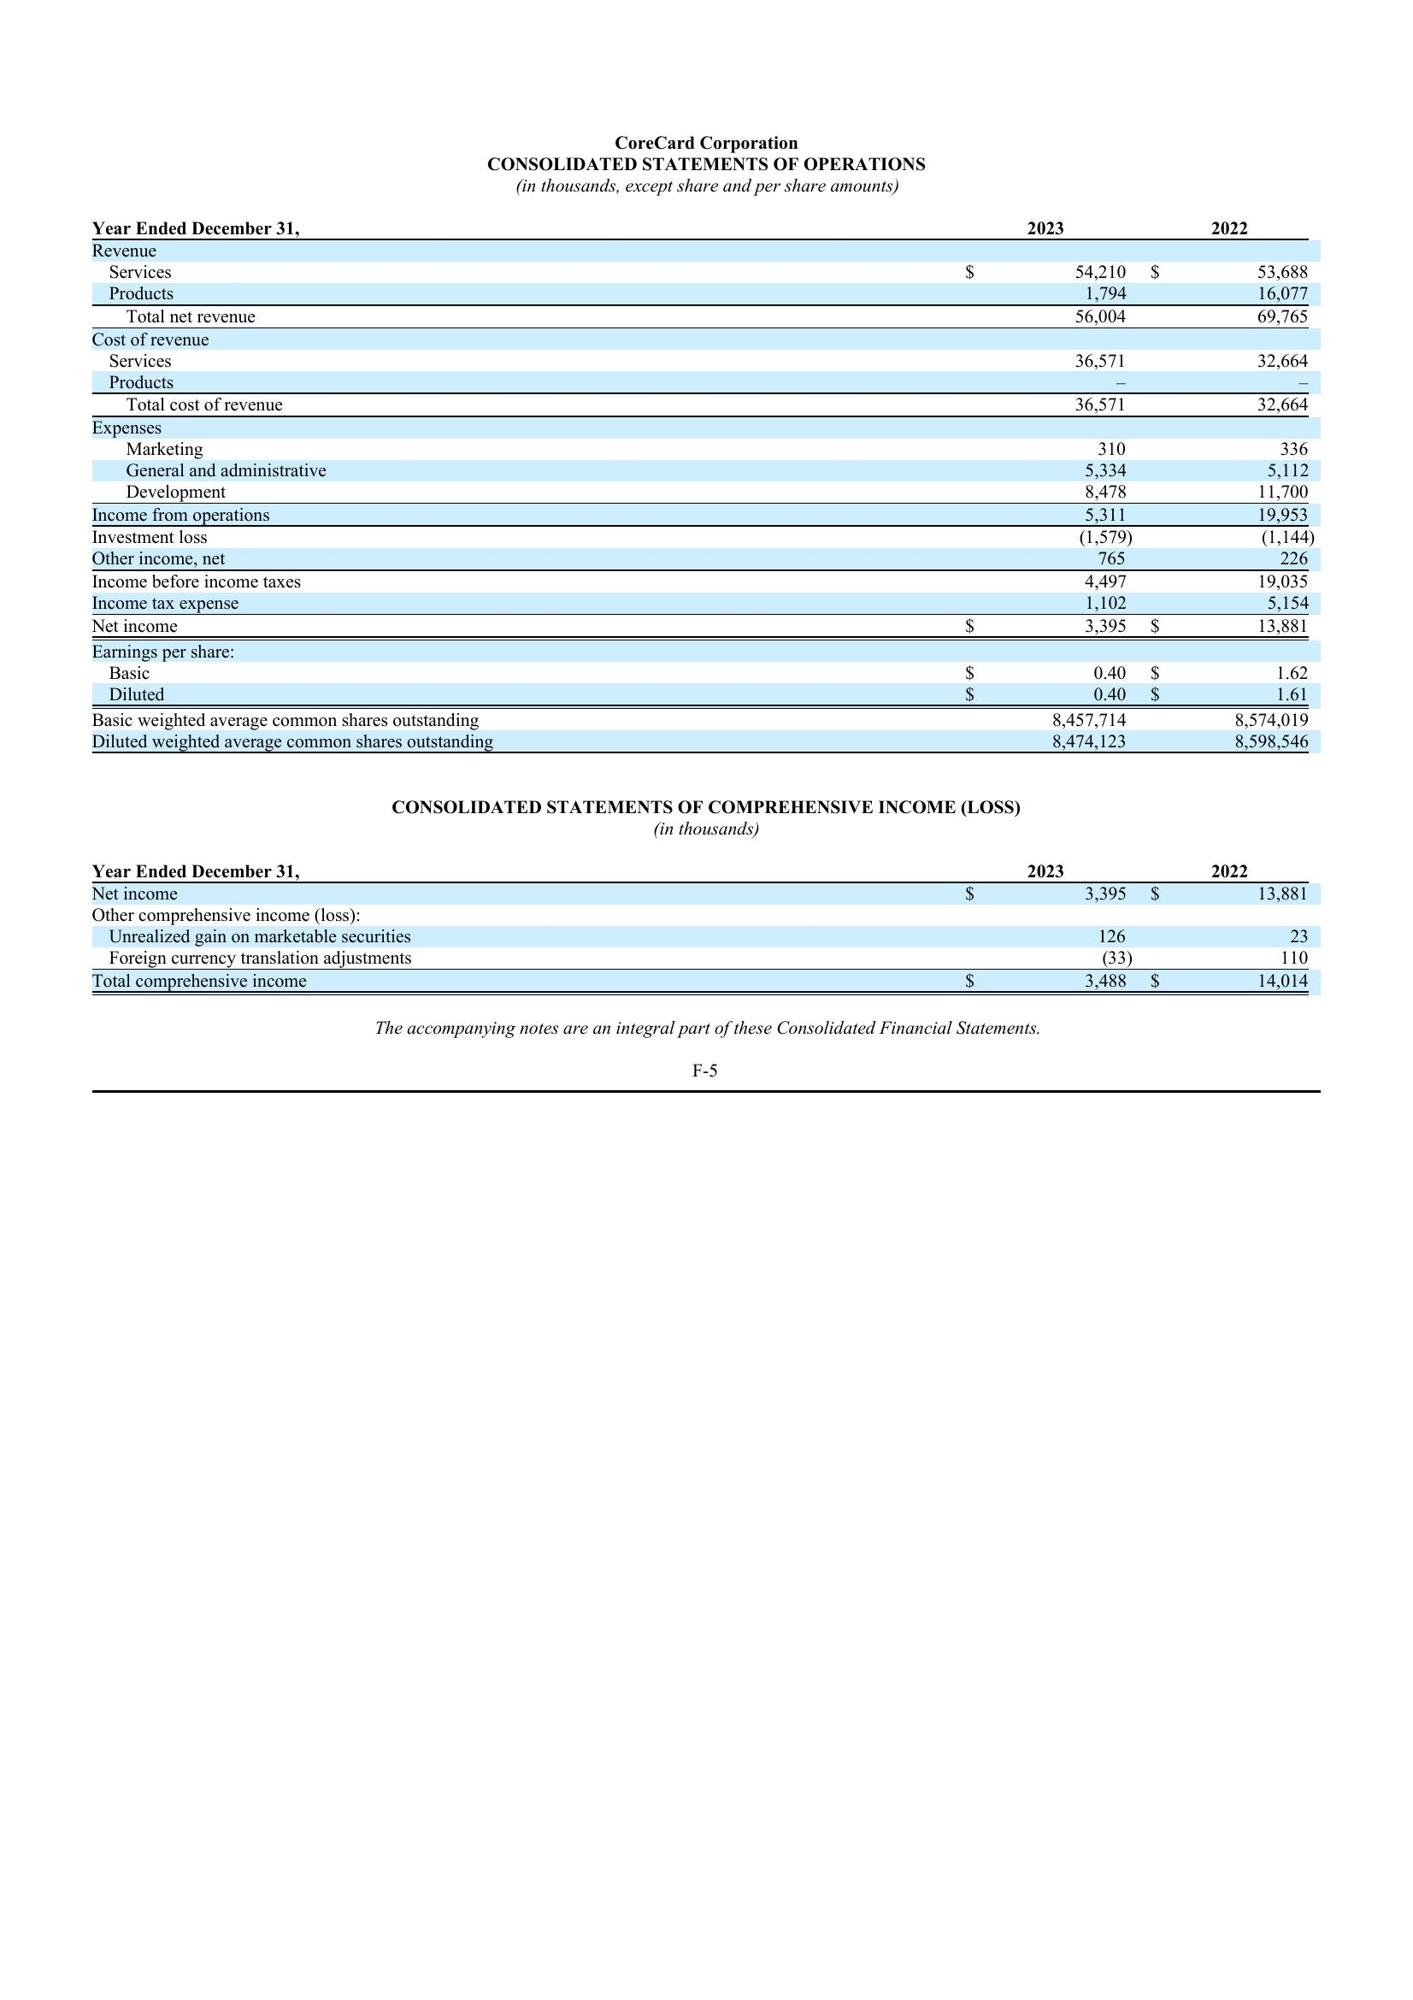 CoreCard Corporation
CONSOLIDATED STATEMENTS OF OPERATIONS
(in thousands, except share and per share amounts)
Year Ended December 31, 2023 2022
Revenue
Services $ 54,210 $ 53,688
Products 1,794 16,077
Total net revenue 56,004 69,765
Cost of revenue
Services 36,571 32,664
Products – –
Total cost of revenue 36,571 32,664
Expenses
Marketing 310 336
General and administrative 5,334 5,112
Development 8,478 11,700
Income from operations 5,311 19,953
Investment loss (1,579) (1,144)
Other income, net 765 226
Income before income taxes 4,497 19,035
Income tax expense 1,102 5,154
Net income $ 3,395 $ 13,881
Earnings per share:
Basic $ 0.40 $ 1.62
Diluted $ 0.40 $ 1.61
Basic weighted average common shares outstanding 8,457,714 8,574,019
Diluted weighted average common shares outstanding 8,474,123 8,598,546
CONSOLIDATED STATEMENTS OF COMPREHENSIVE INCOME (LOSS)
(in thousands)
Year Ended December 31, 2023 2022
Net income $ 3,395 $ 13,881
Other comprehensive income (loss):
Unrealized gain on marketable securities 126 23
Foreign currency translation adjustments (33) 110
Total comprehensive income $ 3,488 $ 14,014
The accompanying notes are an integral part of these Consolidated Financial Statements.
F-5